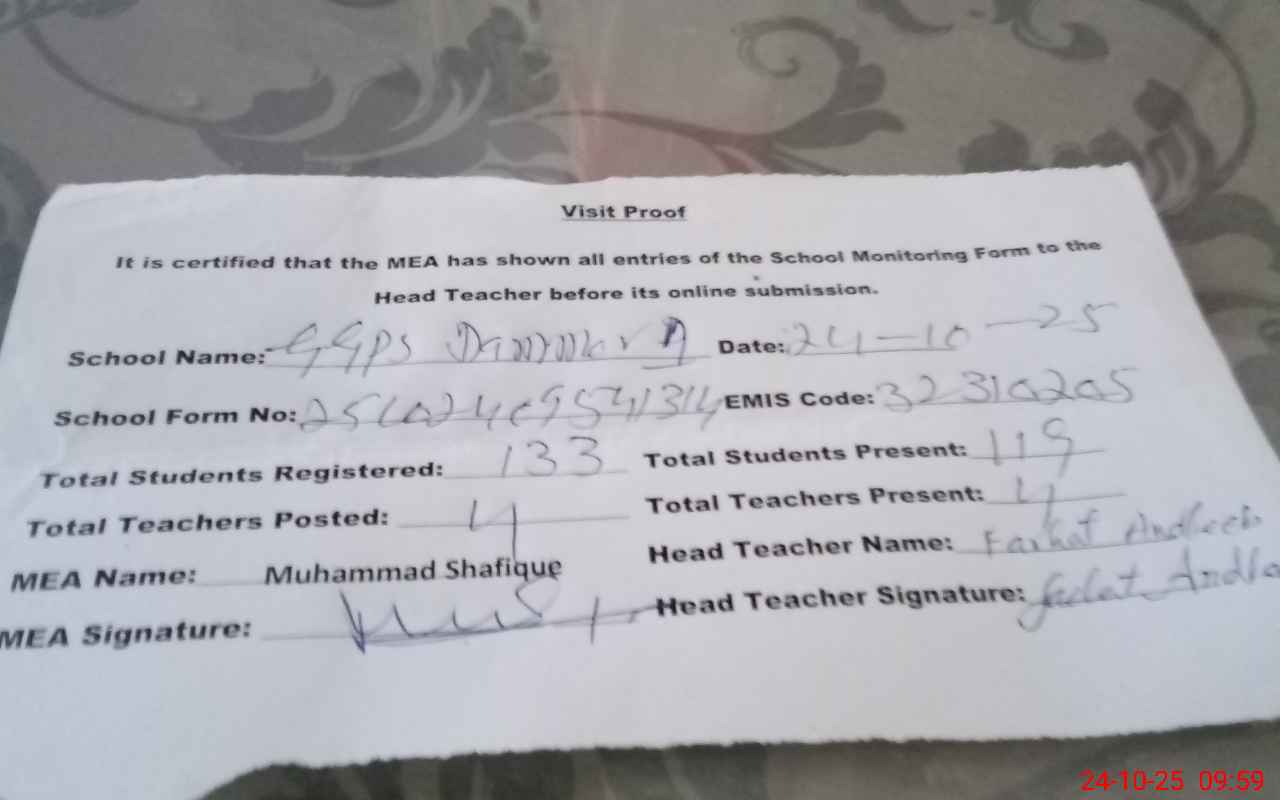 Visit Proof
It is certified that the MEA has shown all entries of the School Monitoring Form to the
Head Teacher before its online submission.
School Name: GGPS Date: 24-10-25
School Form No: EMIS Code: 32310205
Total Students Registered: 133 Total Students Present: 119
Total Teachers Posted: 4 Total Teachers Present: 4
MEA Name: Muhammad Shafique Head Teacher Name: Farhat Andleeb
MEA Signature: Head Teacher Signature: Farhat
24-10-25 09:59